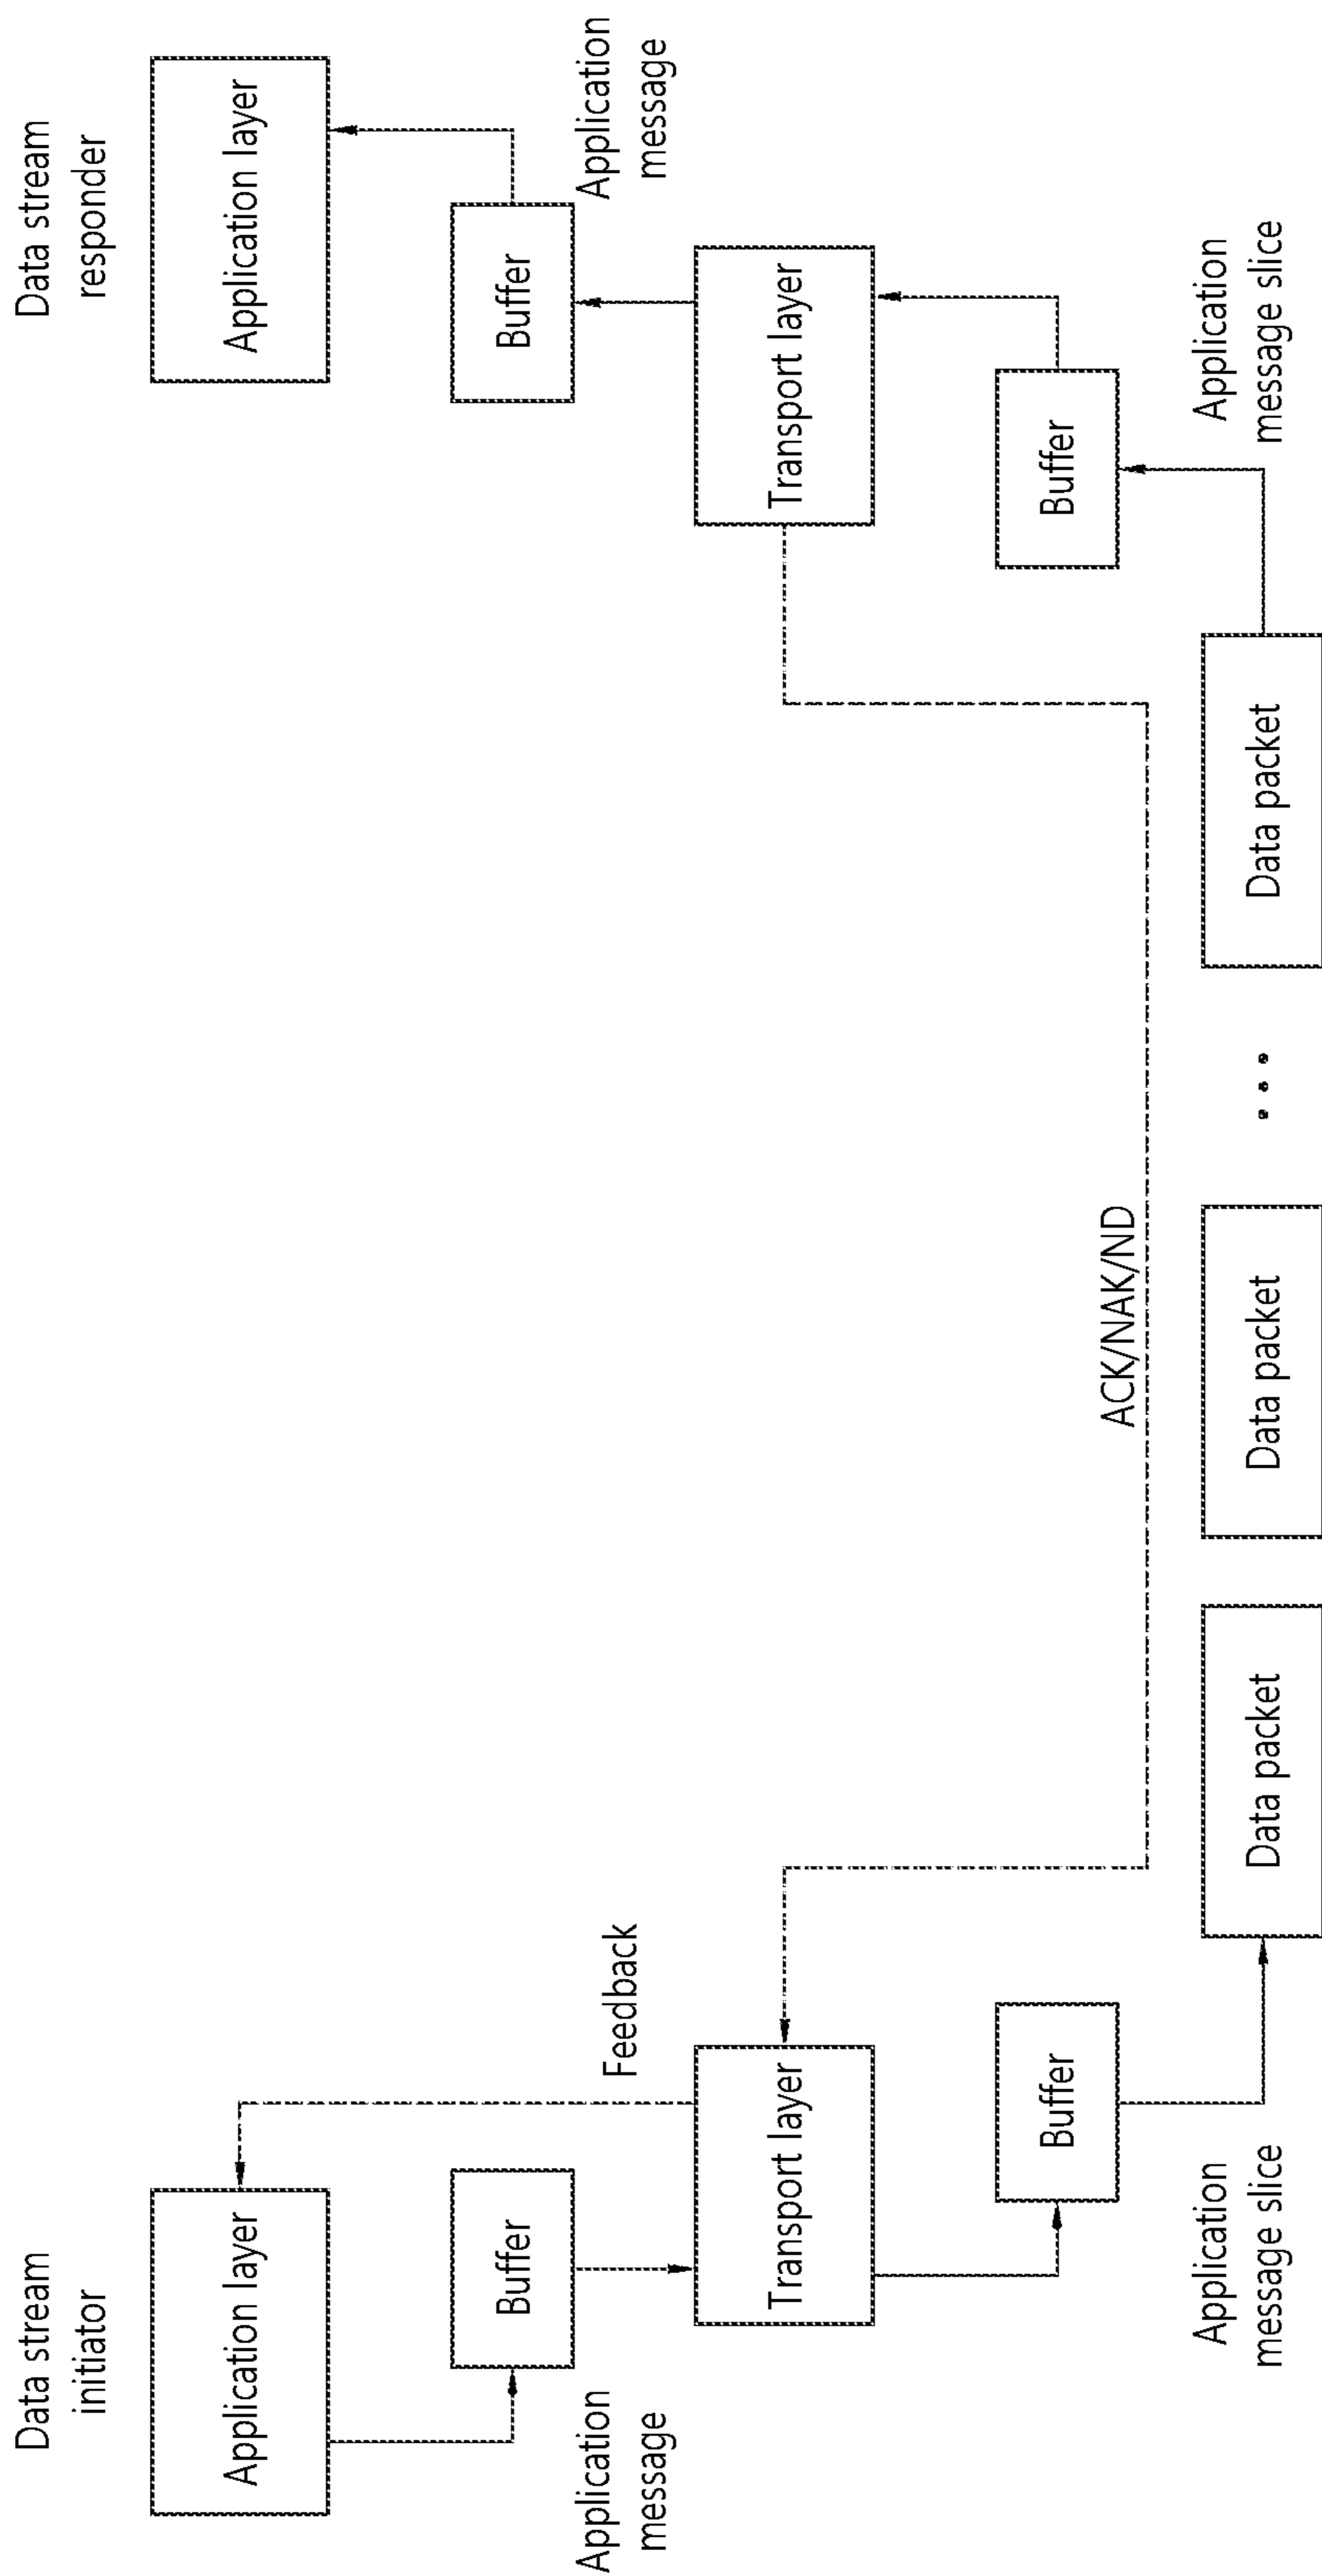 Data stream
initiator
Application layer
Application
message
Buffer
Feedback
Transport layer
Application
message slice
Buffer
Data packet
Data packet
ACK/NAK/ND
. . .
Data packet
Data stream
responder
Application layer
Buffer
Application
message
Transport layer
Buffer
Application
message slice